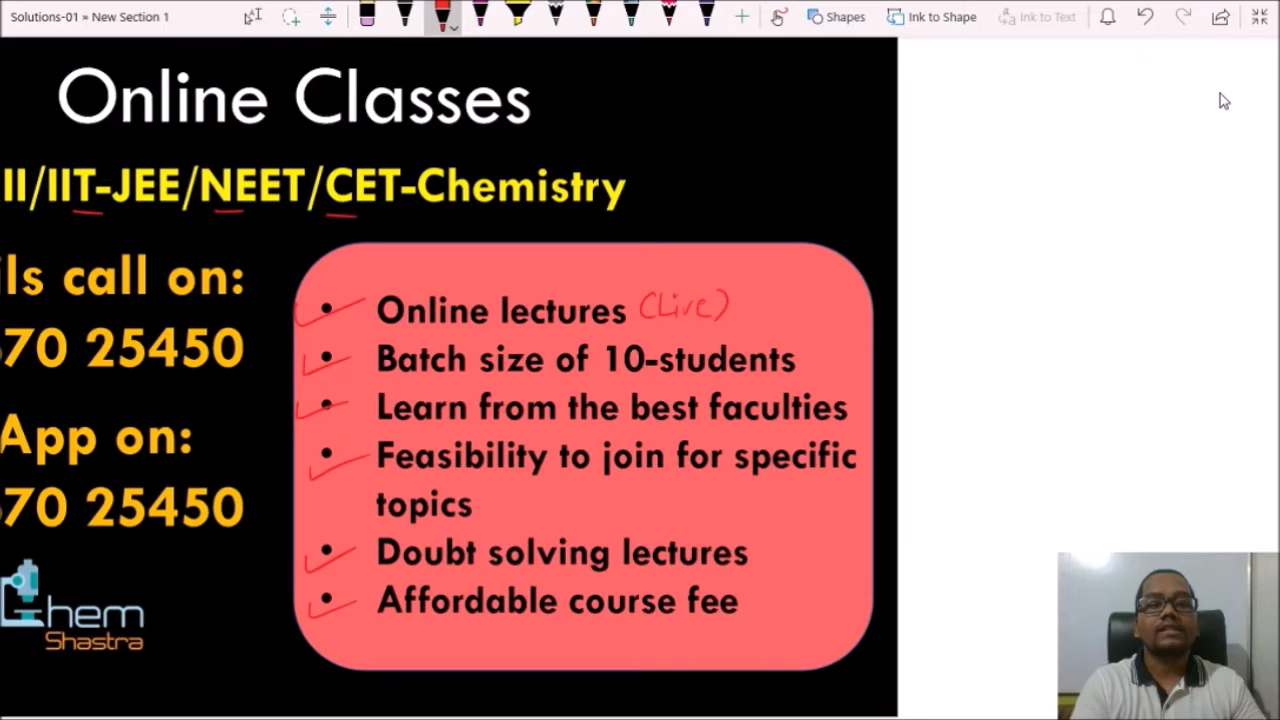 Solutions-01 » New Section 1
Shapes
Ink to Shape
Ink to Text
Online Classes
II/IIT-JEE/NEET/CET-Chemistry
ils call on:
70 25450
App on:
70 25450
Chem
Shastra
• Online lectures (Live)
• Batch size of 10-students
• Learn from the best faculties
• Feasibility to join for specific
topics
• Doubt solving lectures
• Affordable course fee